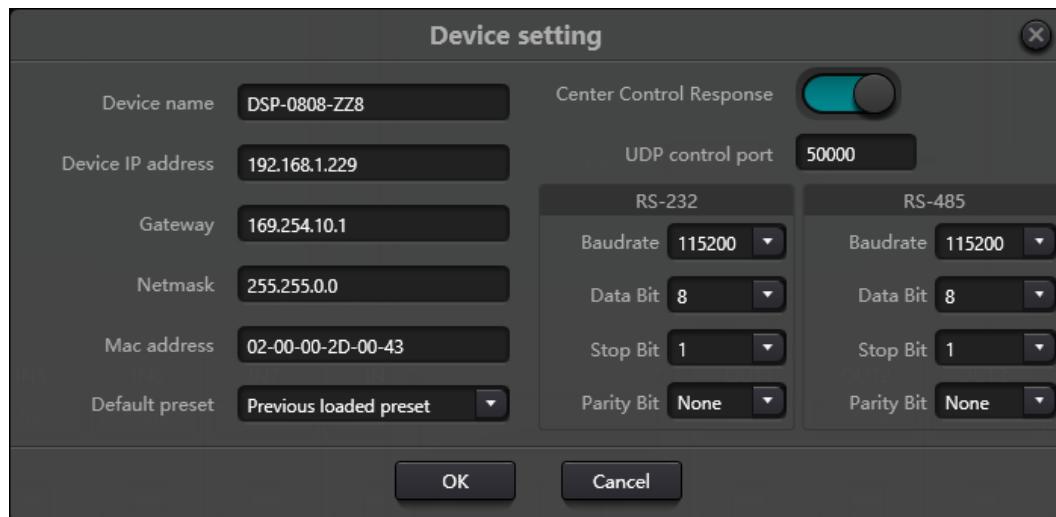 Device setting
Device name DSP-0808-ZZ8
Device IP address 192.168.1.229
Gateway 169.254.10.1
Netmask 255.255.0.0
Mac address 02-00-00-2D-00-43
Default preset Previous loaded preset
Center Control Response
UDP control port 50000
RS-232
Baudrate 115200
Data Bit 8
Stop Bit 1
Parity Bit None
RS-485
Baudrate 115200
Data Bit 8
Stop Bit 1
Parity Bit None
OK
Cancel